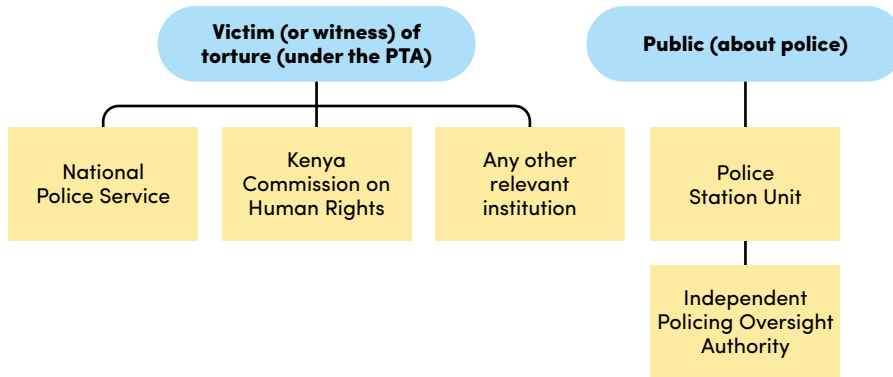 Victim (or witness) of
torture (under the PTA)
Public (about police)
National
Police Service
Kenya
Commission on
Human Rights
Any other
relevant
institution
Police
Station Unit
Independent
Policing Oversight
Authority